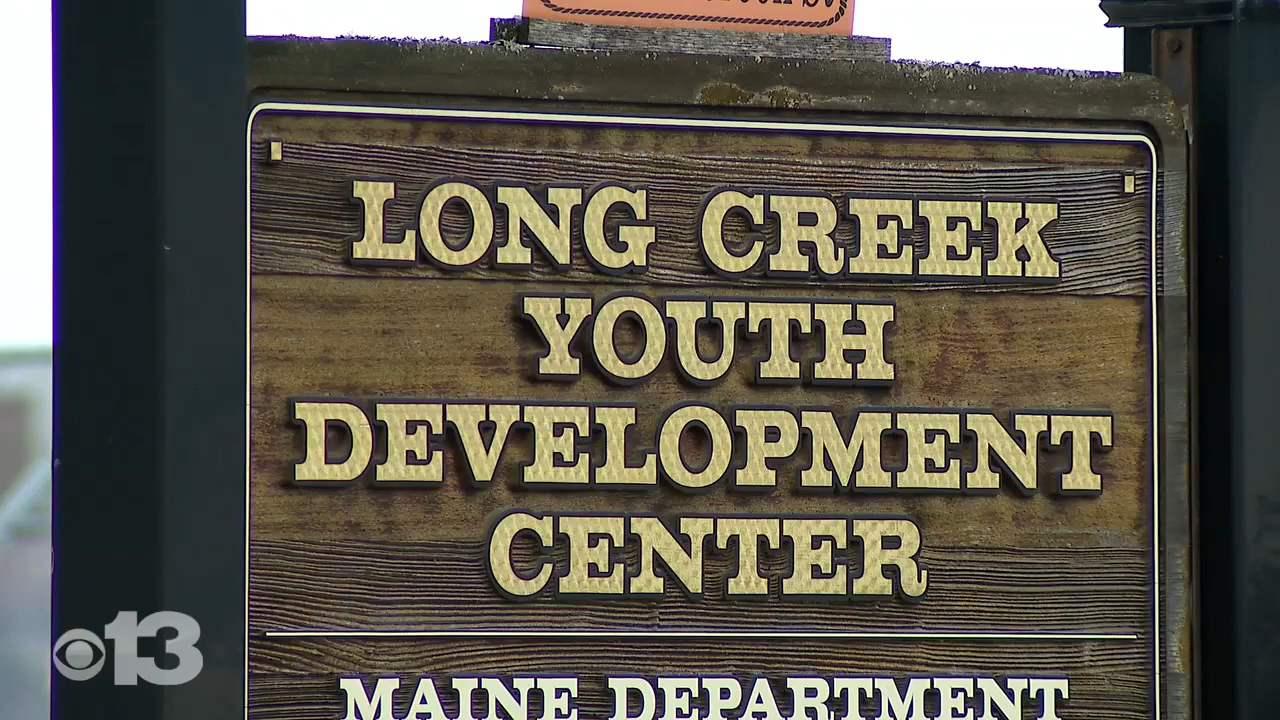 LONG CREEK
YOUTH
DEVELOPMENT
CENTER
MAINE DEPARTMENT
13